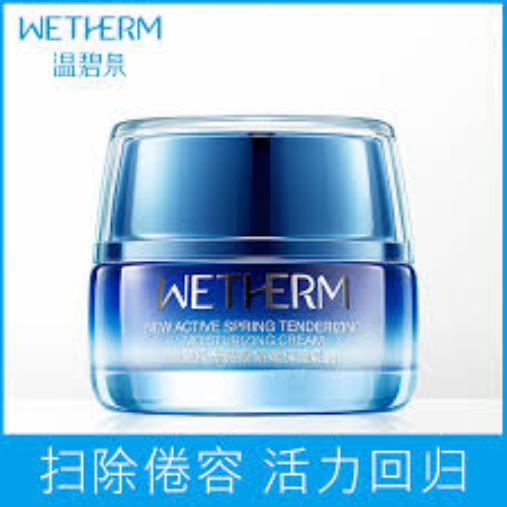 WETHERM
温碧泉
WETHERM
NEW ACTIVE SPRING TENDERIZING
MOISTURIZING CREAM
扫除倦容 活力回归